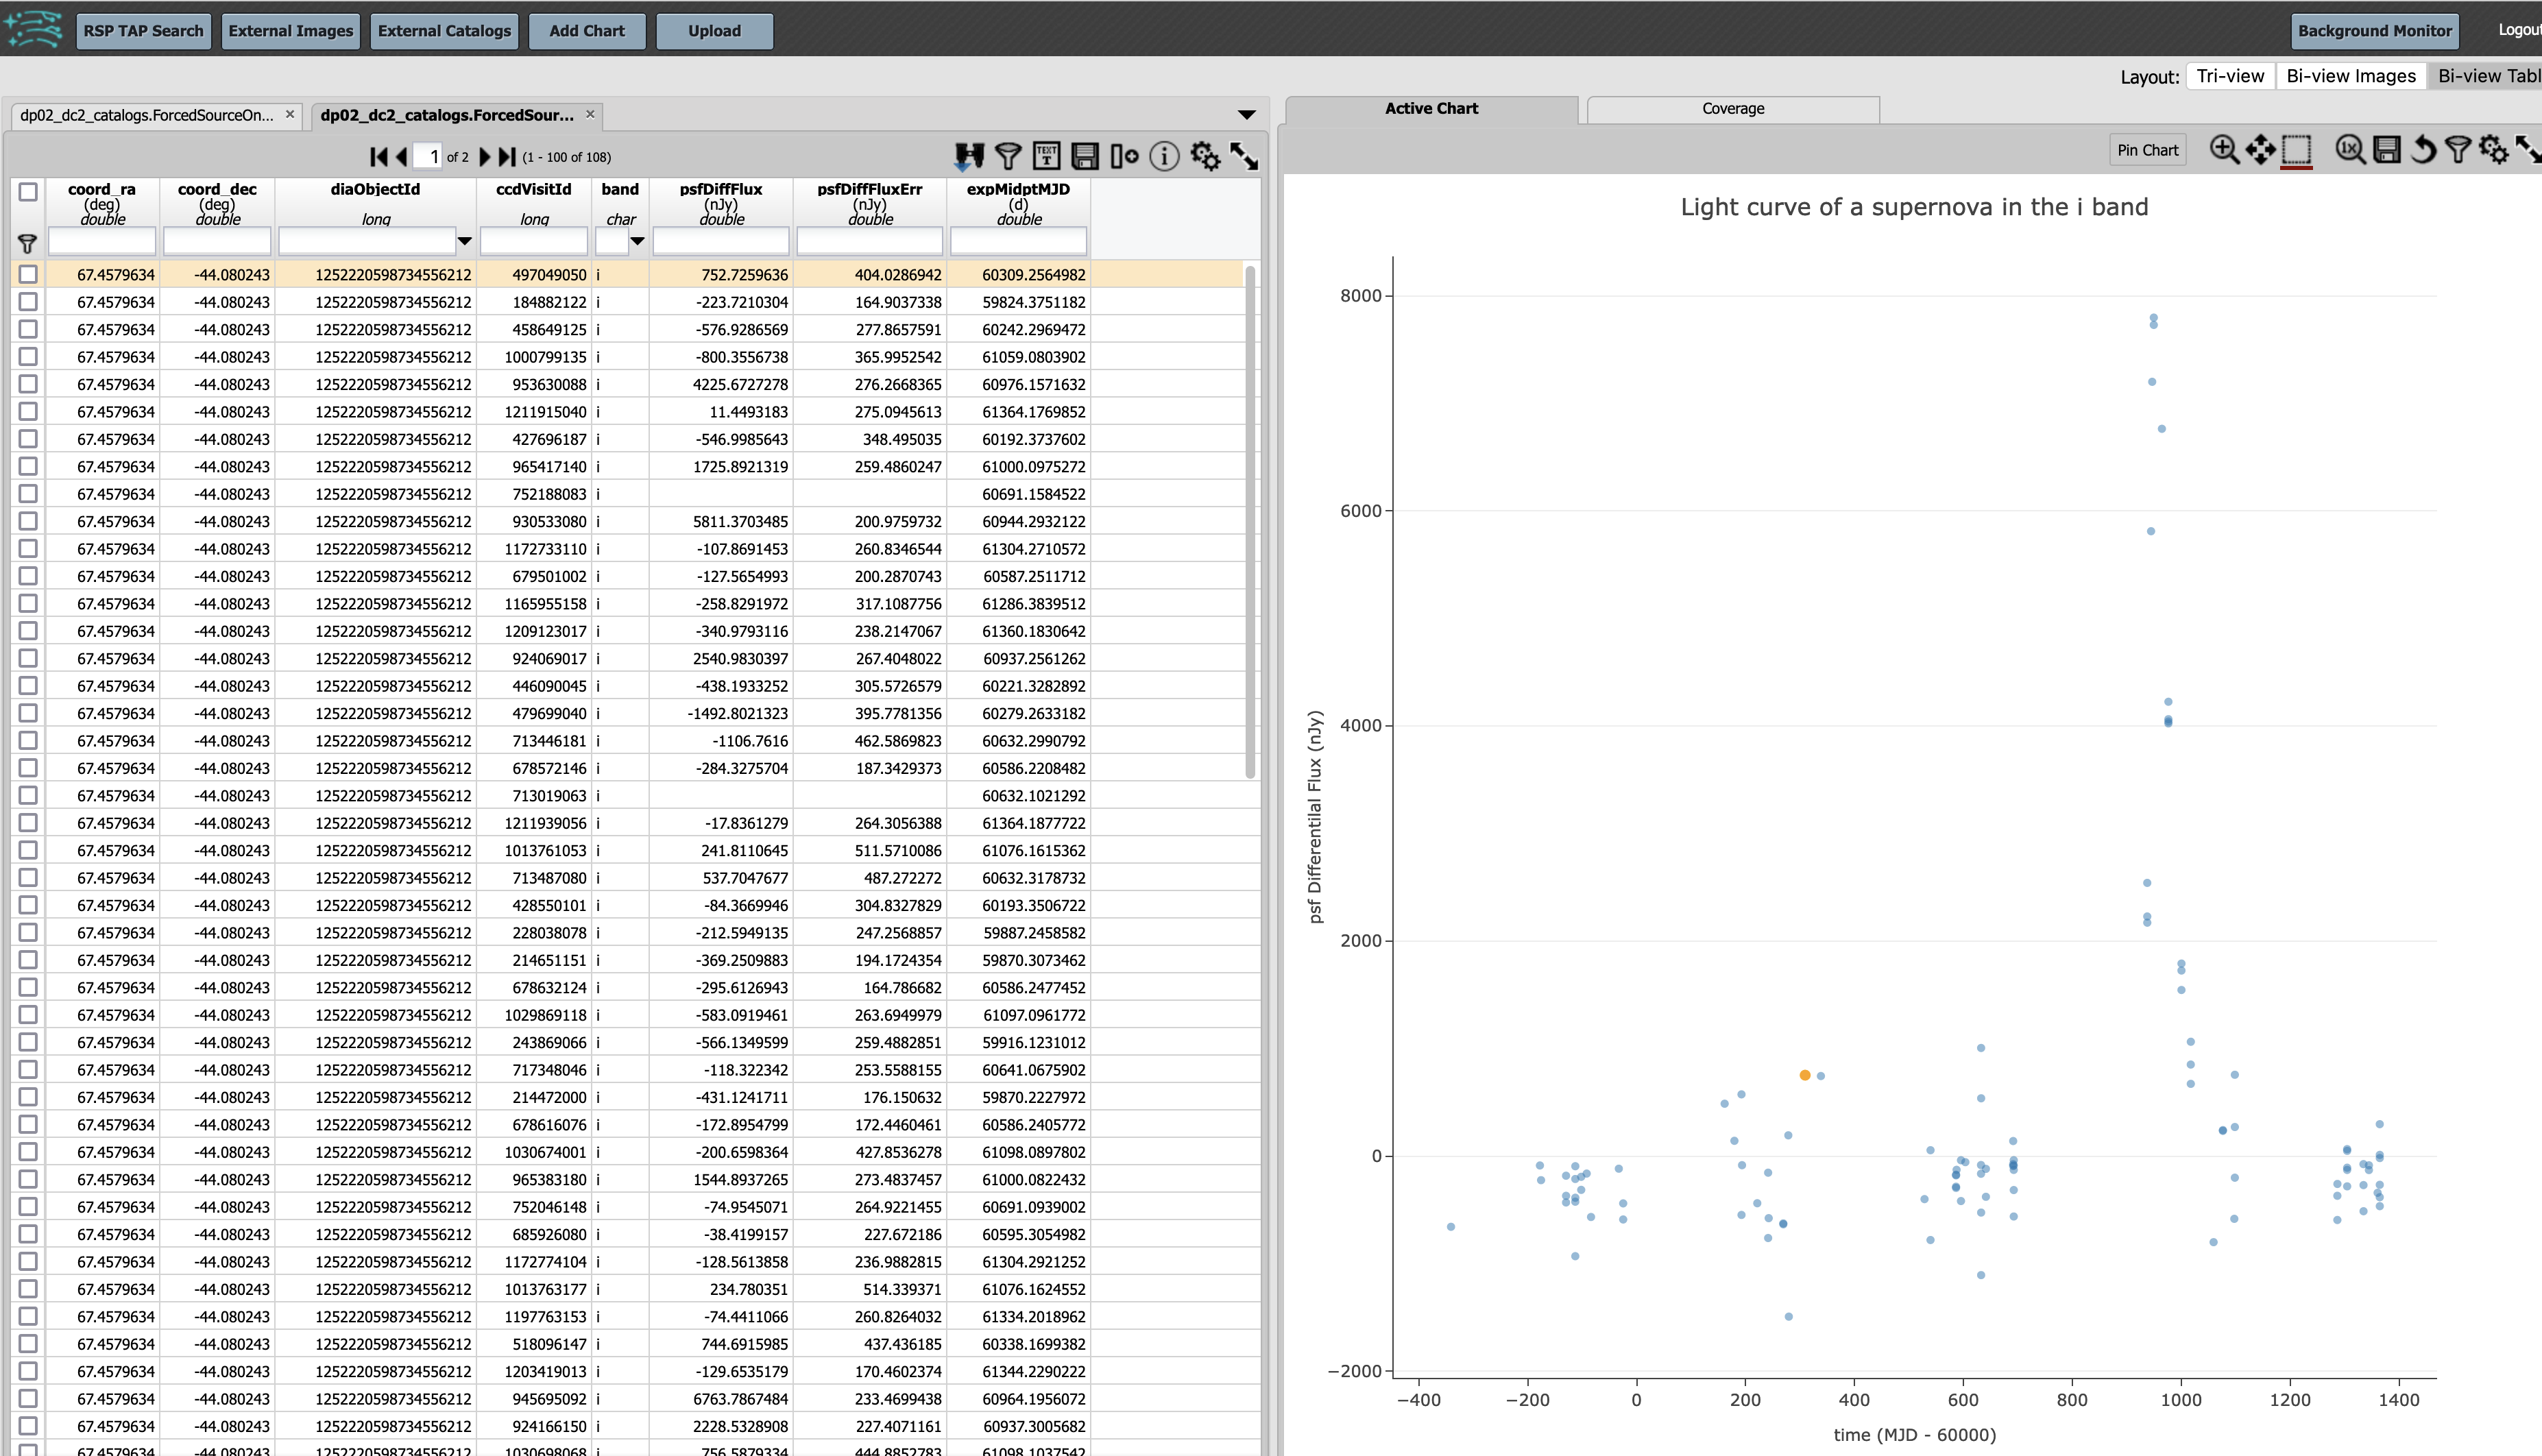 RSP TAP Search External Images External Catalogs Add Chart Upload Background Monitor
Layout: Tri-view Bi-view Images Bi-view
dp02_dc2_catalogs.ForcedSourceOn... × dp02_dc2_catalogs.ForcedSour... ×
1 of 2 (1 - 100 of 108)
coord_ra coord_dec diaObjectId ccdVisitId band psfDiffFlux psfDiffFluxErr expMidptMJD
(deg) (deg) (nJy) (nJy) (d)
double double long long char double double double
67.4579634 -44.080243 1252220598734556212 497049050 i 752.7259636 404.0286942 60309.2564982
67.4579634 -44.080243 1252220598734556212 184882122 i -223.7210304 164.9037338 59824.3751182
67.4579634 -44.080243 1252220598734556212 458649125 i -576.9286569 277.8657591 60242.2969472
67.4579634 -44.080243 1252220598734556212 1000799135 i -800.3556738 365.9952542 61059.0803902
67.4579634 -44.080243 1252220598734556212 953630088 i 4225.6727278 276.2668365 60976.1571632
67.4579634 -44.080243 1252220598734556212 1211915040 i 11.4493183 275.0945613 61364.1769852
67.4579634 -44.080243 1252220598734556212 427696187 i -546.9985643 348.495035 60192.3737602
67.4579634 -44.080243 1252220598734556212 965417140 i 1725.8921319 259.4860247 61000.0975272
67.4579634 -44.080243 1252220598734556212 752188083 i 60691.1584522
67.4579634 -44.080243 1252220598734556212 930533080 i 5811.3703485 200.9759732 60944.2932122
67.4579634 -44.080243 1252220598734556212 1172733110 i -107.8691453 260.8346544 61304.2710572
67.4579634 -44.080243 1252220598734556212 679501002 i -127.5654993 200.2870743 60587.2511712
67.4579634 -44.080243 1252220598734556212 1165955158 i -258.8291972 317.1087756 61286.3839512
67.4579634 -44.080243 1252220598734556212 1209123017 i -340.9793116 238.2147067 61360.1830642
67.4579634 -44.080243 1252220598734556212 924069017 i 2540.9830397 267.4048022 60937.2561262
67.4579634 -44.080243 1252220598734556212 446090045 i -438.1933252 305.5726579 60221.3282892
67.4579634 -44.080243 1252220598734556212 479699040 i -1492.8021323 395.7781356 60279.2633182
67.4579634 -44.080243 1252220598734556212 713446181 i -1106.7616 462.5869823 60632.2990792
67.4579634 -44.080243 1252220598734556212 678572146 i -284.3275704 187.3429373 60586.2208482
67.4579634 -44.080243 1252220598734556212 713019063 i 60632.1021292
67.4579634 -44.080243 1252220598734556212 1211939056 i -17.8361279 264.3056388 61364.1877722
67.4579634 -44.080243 1252220598734556212 1013761053 i 241.8110645 511.5710086 61076.1615362
67.4579634 -44.080243 1252220598734556212 713487080 i 537.7047677 487.272272 60632.3178732
67.4579634 -44.080243 1252220598734556212 428550101 i -84.3669946 304.8327829 60193.3506722
67.4579634 -44.080243 1252220598734556212 228038078 i -212.5949135 247.2568857 59887.2458582
67.4579634 -44.080243 1252220598734556212 214651151 i -369.2509883 194.1724354 59870.3073462
67.4579634 -44.080243 1252220598734556212 678632124 i -295.6126943 164.786682 60586.2477452
67.4579634 -44.080243 1252220598734556212 1029869118 i -583.0919461 263.6949979 61097.0961772
67.4579634 -44.080243 1252220598734556212 243869066 i -566.1349599 259.4882851 59916.1231012
67.4579634 -44.080243 1252220598734556212 717348046 i -118.322342 253.5588155 60641.0675902
67.4579634 -44.080243 1252220598734556212 214472000 i -431.1241711 176.150632 59870.2227972
67.4579634 -44.080243 1252220598734556212 678616076 i -172.8954799 172.4460461 60586.2405772
67.4579634 -44.080243 1252220598734556212 1030674001 i -200.6598364 427.8536278 61098.0897802
67.4579634 -44.080243 1252220598734556212 965383180 i 1544.8937265 273.4837457 61000.0822432
67.4579634 -44.080243 1252220598734556212 752046148 i -74.9545071 264.9221455 60691.0939002
67.4579634 -44.080243 1252220598734556212 685926080 i -38.4199157 227.672186 60595.3054982
67.4579634 -44.080243 1252220598734556212 1172774104 i -128.5613858 236.9882815 61304.2921252
67.4579634 -44.080243 1252220598734556212 1013763177 i 234.780351 514.339371 61076.1624552
67.4579634 -44.080243 1252220598734556212 1197763153 i -74.4411066 260.8264032 61334.2018962
67.4579634 -44.080243 1252220598734556212 518096147 i 744.6915985 437.436185 60338.1699382
67.4579634 -44.080243 1252220598734556212 1203419013 i -129.6535179 170.4602374 61344.2290222
67.4579634 -44.080243 1252220598734556212 945695092 i 6763.7867484 233.4699438 60964.1956072
67.4579634 -44.080243 1252220598734556212 924166150 i 2228.5328908 227.4071161 60937.3005682
67.4579634 -44.080243 1252220598734556212 1030698068 i 756.5879334 444.8852783 61098.1037542
Active Chart Coverage
Pin Chart
1x
Light curve of a supernova in the i band
psf Differentilal Flux (nJy)
8000
6000
4000
2000
0
−2000
−400 −200 0 200 400 600 800 1000 1200 1400
time (MJD - 60000)